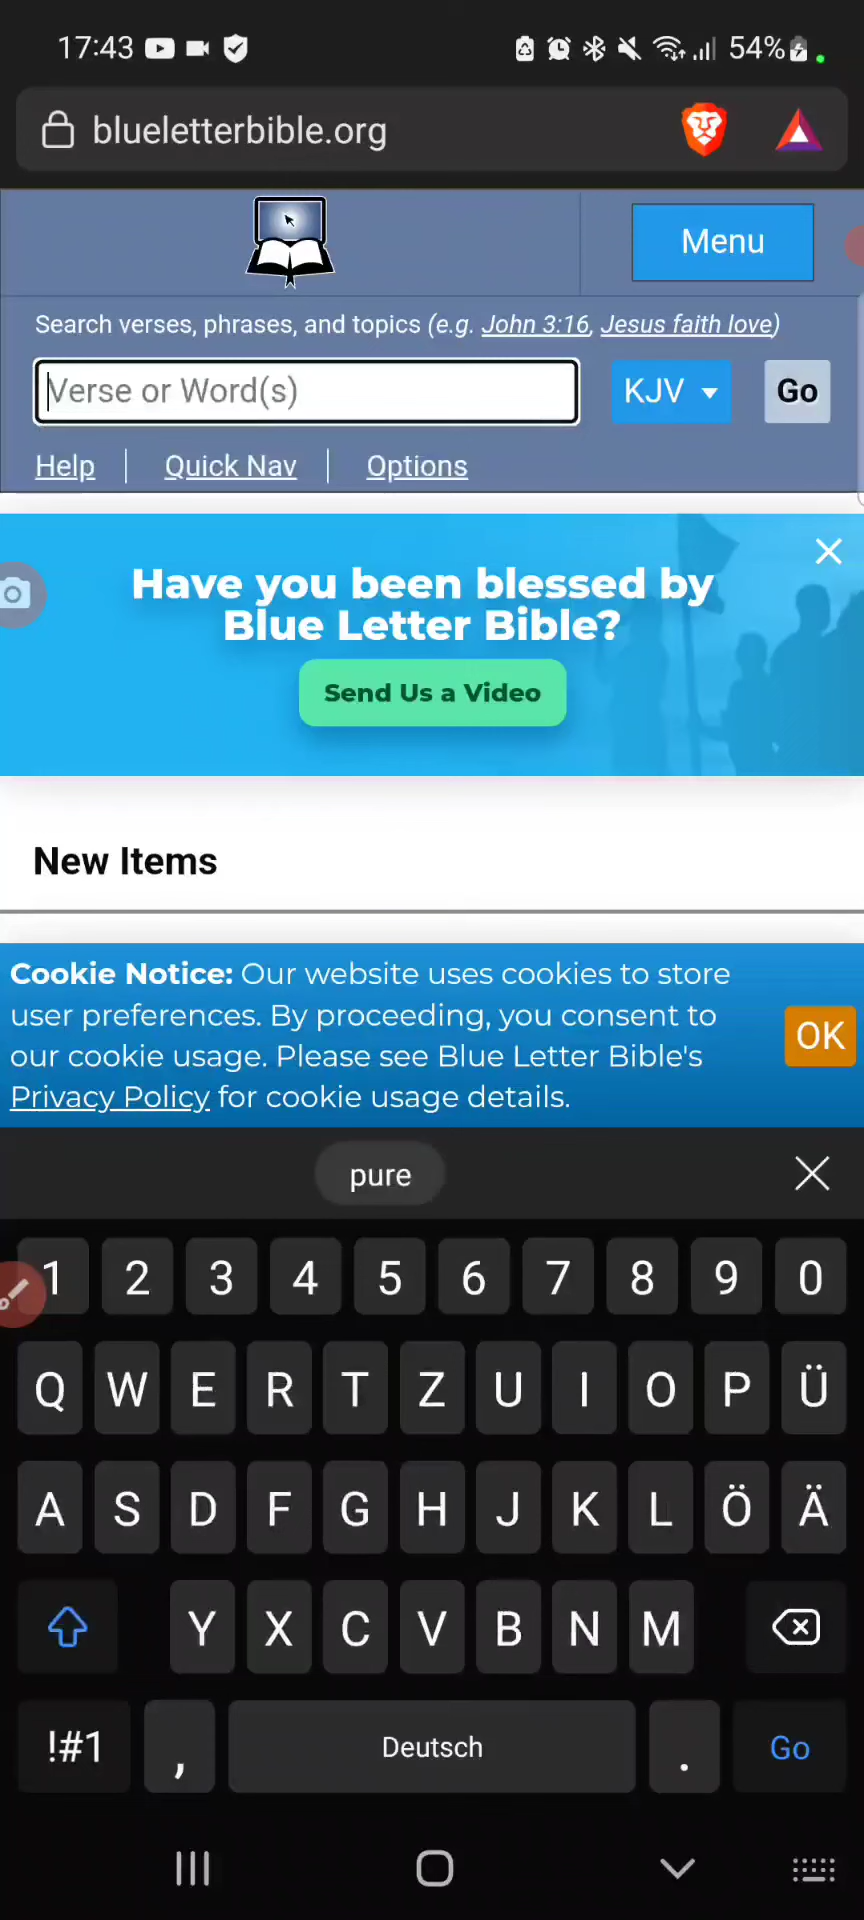 17:43 54%
blueletterbible.org
Menu
Search verses, phrases, and topics (e.g. John 3:16, Jesus faith love)
Verse or Word(s) KJV Go
Help Quick Nav Options
Have you been blessed by
Blue Letter Bible?
Send Us a Video
New Items
Cookie Notice: Our website uses cookies to store
user preferences. By proceeding, you consent to
our cookie usage. Please see Blue Letter Bible's
Privacy Policy for cookie usage details.
OK
pure
1 2 3 4 5 6 7 8 9 0
Q W E R T Z U I O P Ü
A S D F G H J K L Ö Ä
Y X C V B N M
!#1 , Deutsch . Go